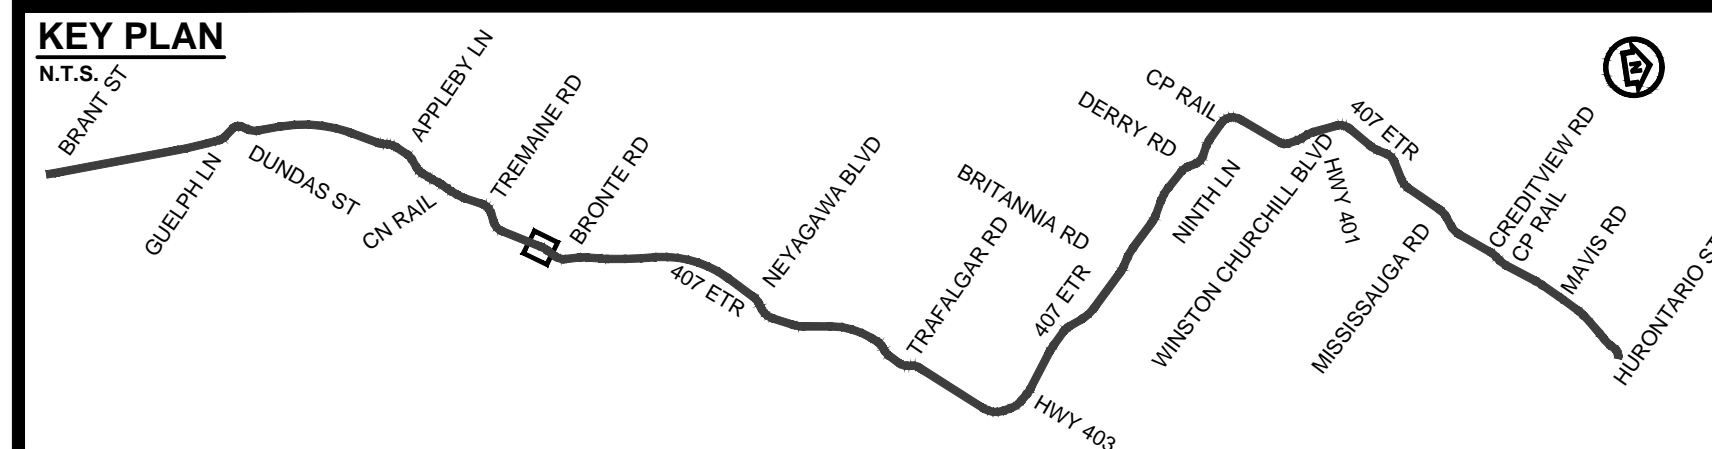 KEY PLAN
N.T.S.
BRANT ST
GUELPH LN
DUNDAS ST
CN RAIL
APPLEBY LN
TREMAINE RD
BRONTE RD
407 ETR
NEYAGAWA BLVD
TRAFALGAR RD
HWY 403
407 ETR
BRITANNIA RD
DERRY RD
CP RAIL
NINTH LN
WINSTON CHURCHILL BLVD
HWY 401
407 ETR
MISSISSAUGA RD
CREDITVIEW RD
CP RAIL
MAVIS RD
HURONTARIO ST
N